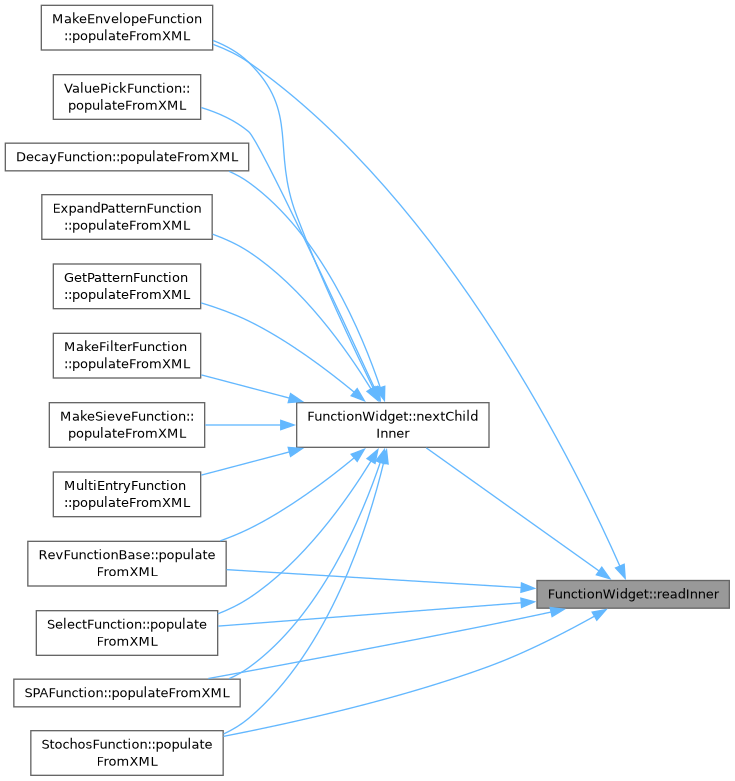 MakeEnvelopeFunction
::populateFromXML
ValuePickFunction::
populateFromXML
DecayFunction::populateFromXML
ExpandPatternFunction
::populateFromXML
GetPatternFunction
::populateFromXML
MakeFilterFunction
::populateFromXML
MakeSieveFunction::
populateFromXML
FunctionWidget::nextChild
Inner
MultiEntryFunction
::populateFromXML
RevFunctionBase::populate
FromXML
FunctionWidget::readInner
SelectFunction::populate
FromXML
SPAFunction::populateFromXML
StochosFunction::populate
FromXML